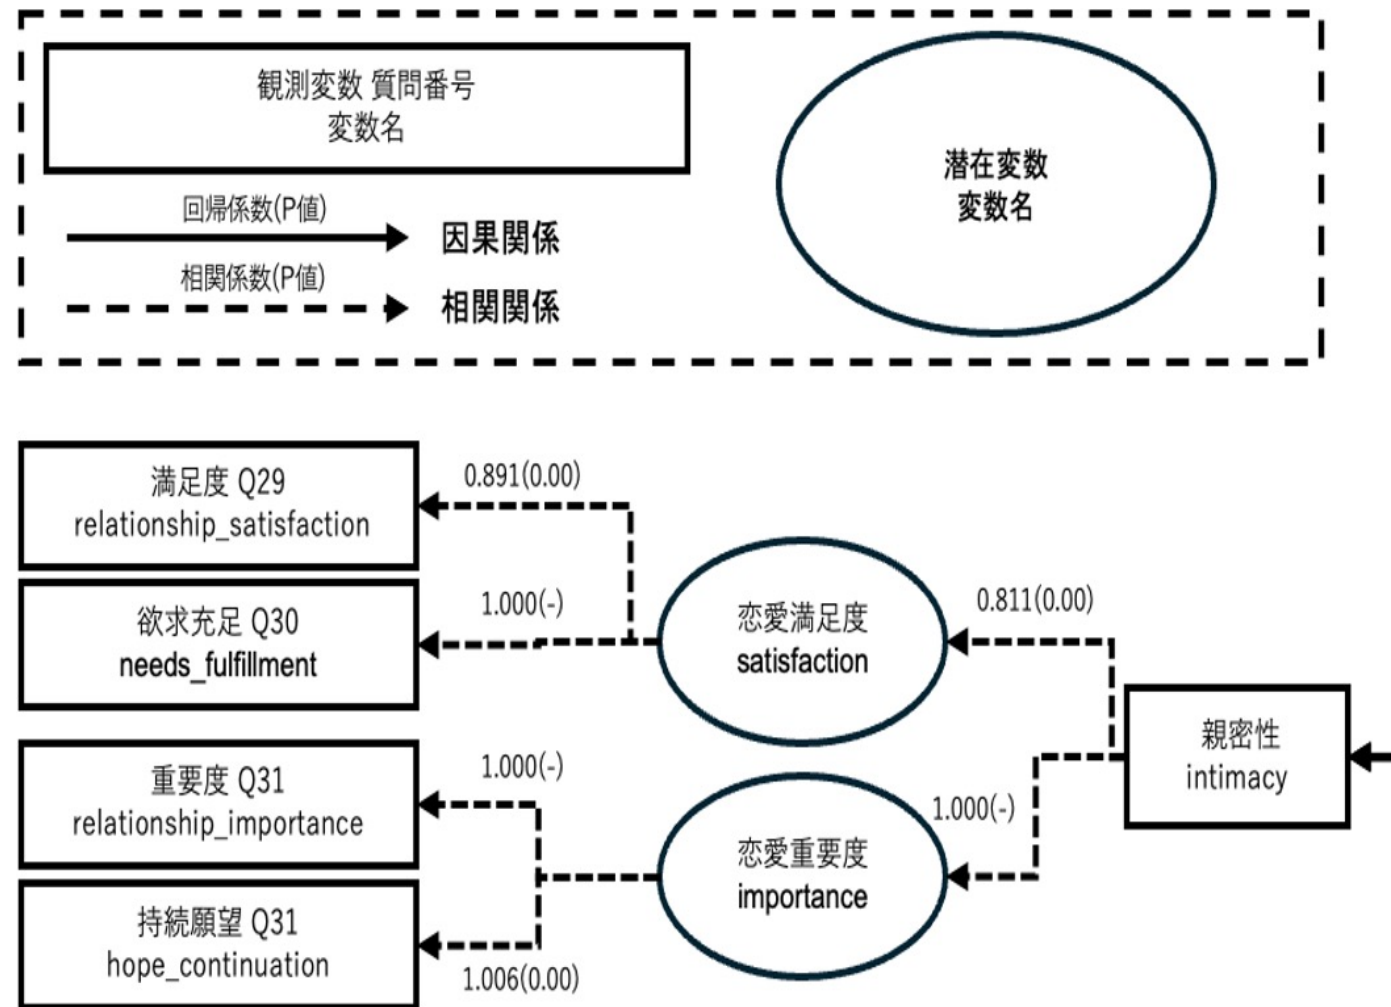 観測変数 質問番号
変数名
回帰係数(P値)
因果関係
相関係数(P値)
相関関係
潜在変数
変数名
満足度 Q29
relationship_satisfaction
0.891(0.00)
欲求充足 Q30
needs_fulfillment
1.000(-)
恋愛満足度
satisfaction
0.811(0.00)
重要度 Q31
relationship_importance
1.000(-)
恋愛重要度
importance
1.000(-)
親密性
intimacy
持続願望 Q31
hope_continuation
1.006(0.00)